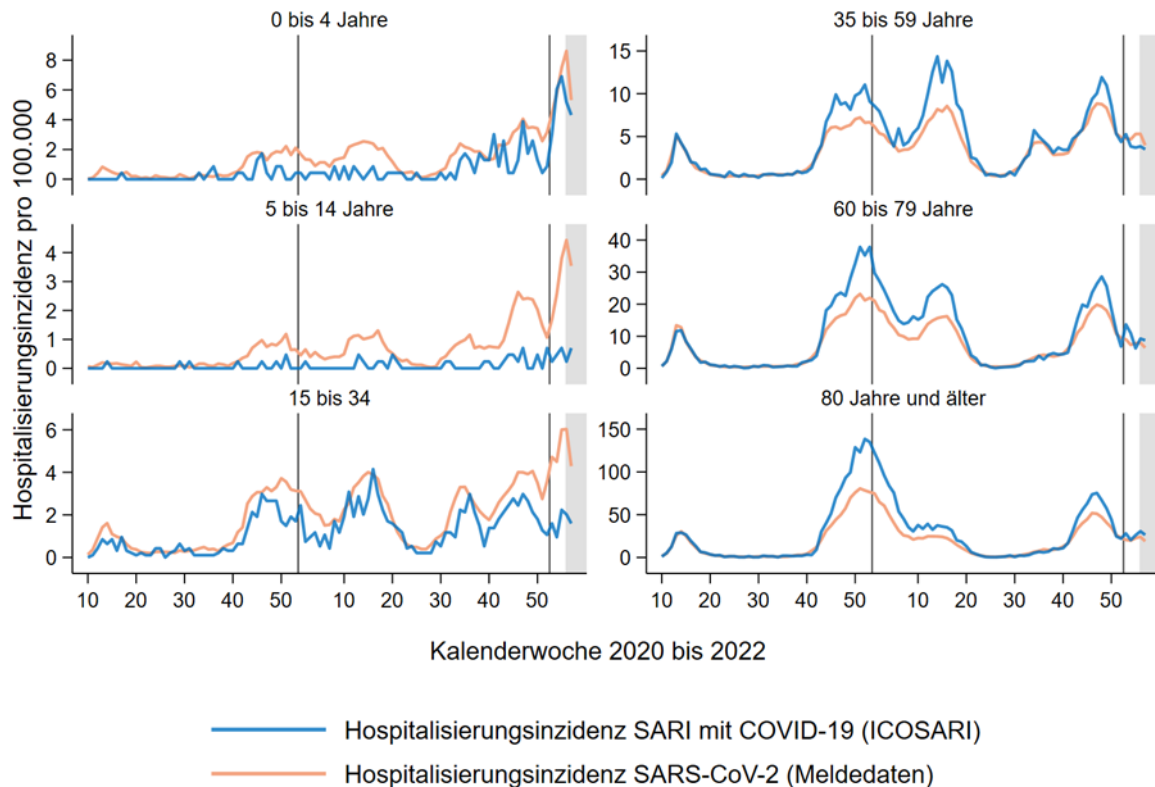 0 bis 4 Jahre
35 bis 59 Jahre
8
6
4
2
0
15
10
5
0
5 bis 14 Jahre
60 bis 79 Jahre
4
3
2
1
0
40
30
20
10
0
15 bis 34
80 Jahre und älter
6
4
2
0
150
100
50
0
Hospitalisierungsinzidenz pro 100.000
10 20 30 40 50 10 20 30 40 50
10 20 30 40 50 10 20 30 40 50
Kalenderwoche 2020 bis 2022
Hospitalisierungsinzidenz SARI mit COVID-19 (ICOSARI)
Hospitalisierungsinzidenz SARS-CoV-2 (Meldedaten)